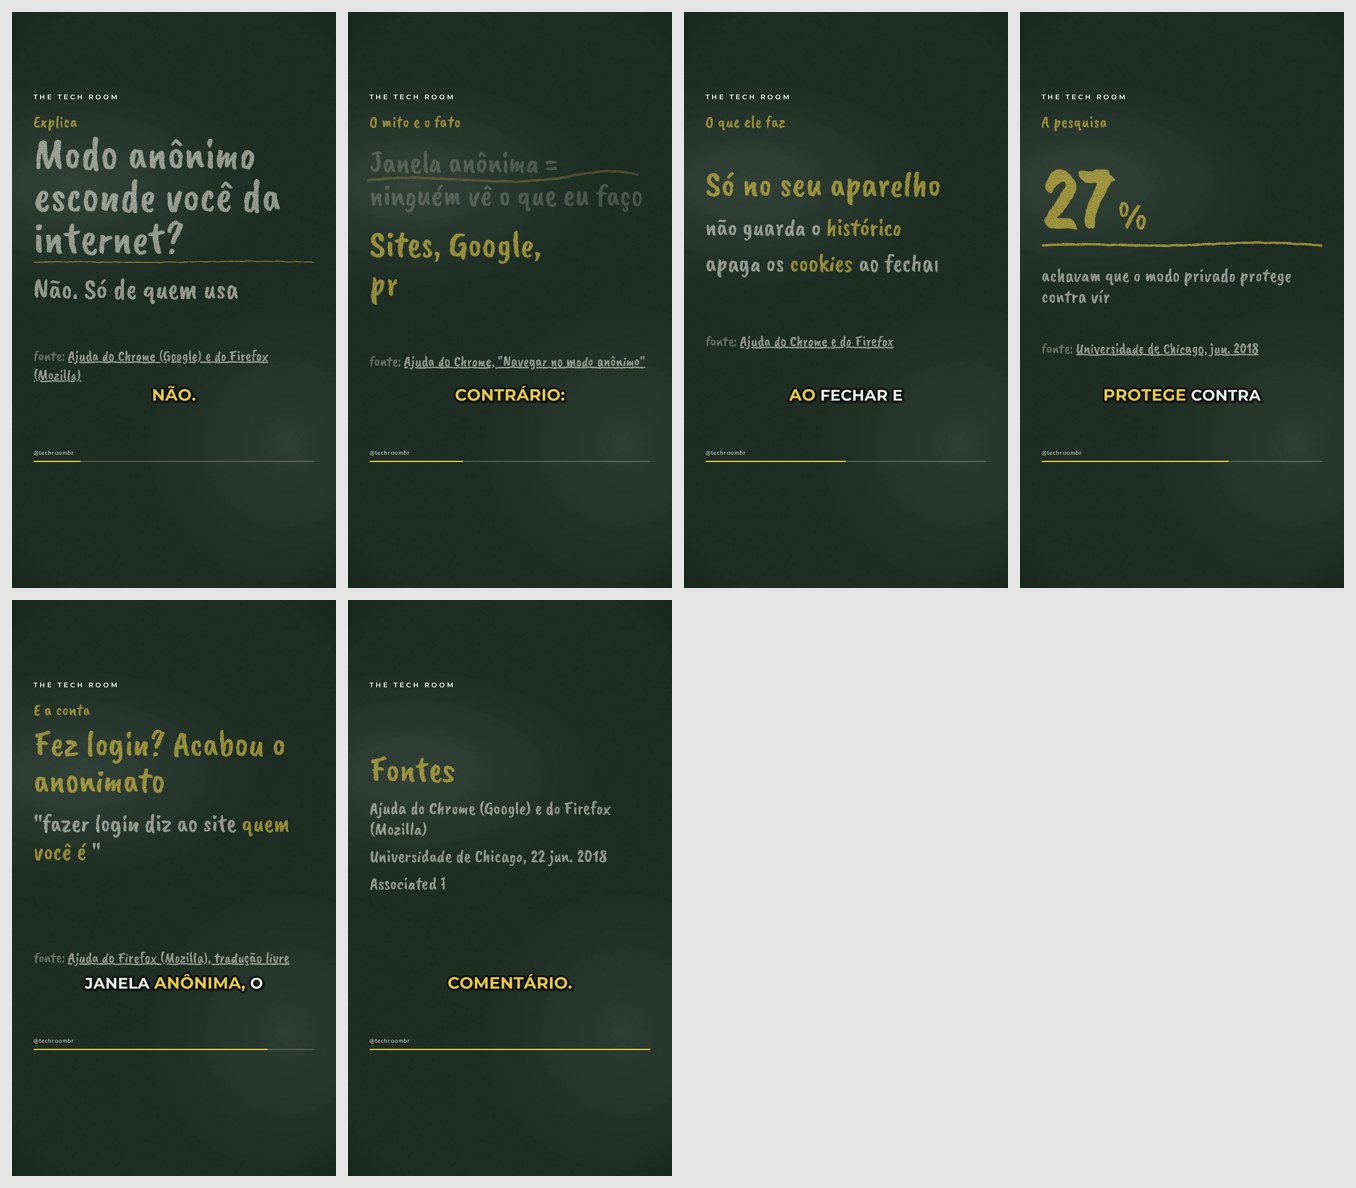 THE TECH ROOM
Explica
Modo anônimo
esconde você da
internet?
Não. Só de quem usa
fonte: Ajuda do Chrome (Google) e do Firefox
(Mozilla)
NÃO.
@techroombr
THE TECH ROOM
O mito e o fato
Janela anônima =
ninguém vê o que eu faço
Sites, Google,
pr
fonte: Ajuda do Chrome, "Navegar no modo anônimo"
CONTRÁRIO:
@techroombr
THE TECH ROOM
O que ele faz
Só no seu aparelho
não guarda o histórico
apaga os cookies ao
fonte: Ajuda do Chrome e do Firefox
AO FECHAR E
@techroombr
THE TECH ROOM
A pesquisa
27%
achavam que o modo privado protege
contra
fonte: Universidade de Chicago, jun. 2018
PROTEGE CONTRA
@techroombr
THE TECH ROOM
E a conta
Fez login? Acabou o
anonimato
"fazer login diz ao site quem
você é "
fonte: Ajuda do Firefox (Mozilla), tradução livre
JANELA ANÔNIMA, O
@techroombr
THE TECH ROOM
Fontes
Ajuda do Chrome (Google) e do Firefox
(Mozilla)
Universidade de Chicago, 22 jun. 2018
Associated
COMENTÁRIO.
@techroombr